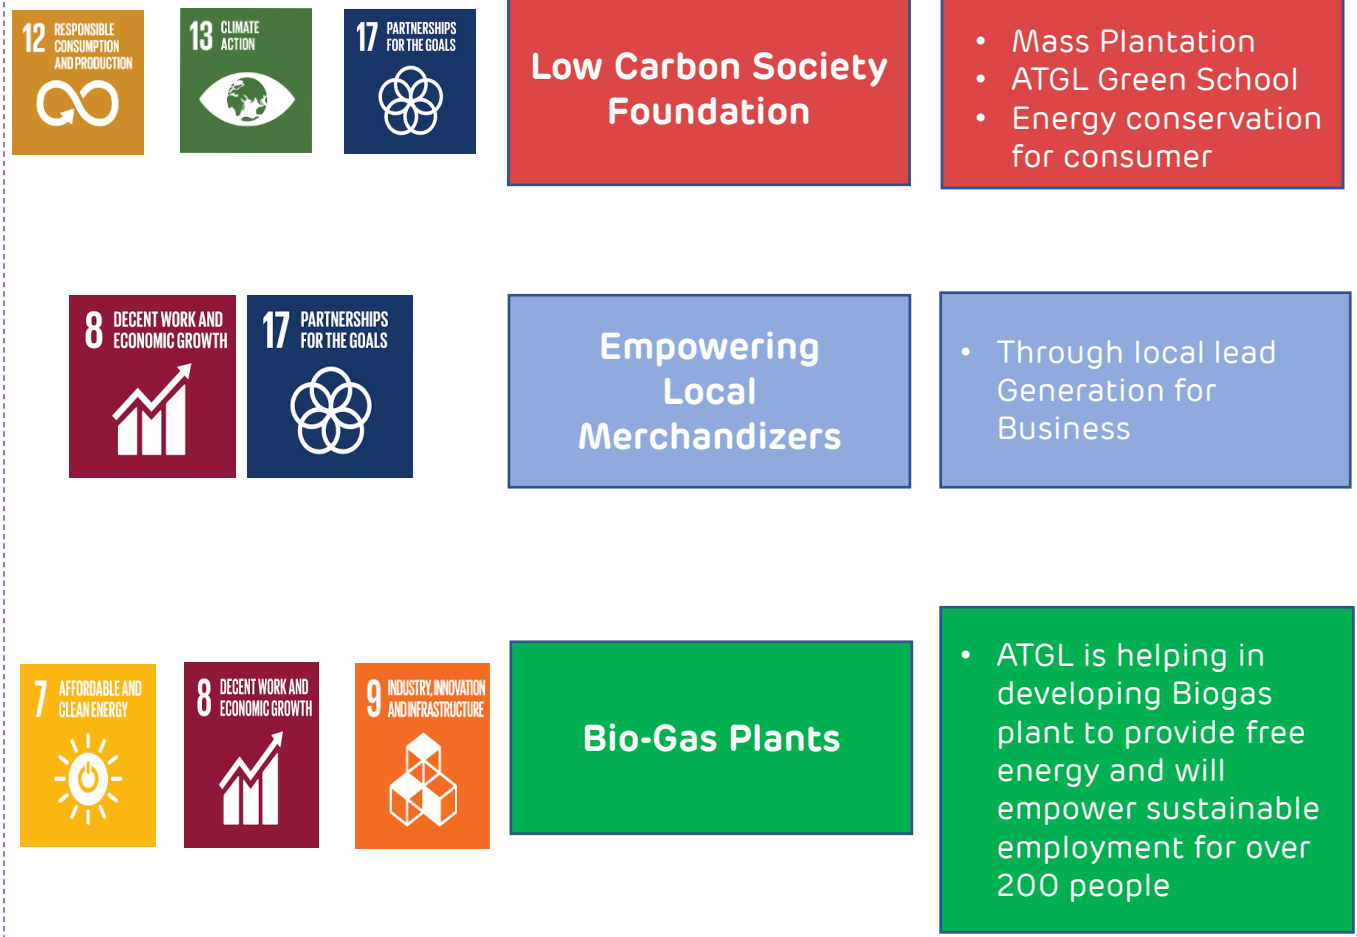 12 RESPONSIBLE
CONSUMPTION
AND PRODUCTION
13 CLIMATE
ACTION
17 PARTNERSHIPS
FOR THE GOALS
Low Carbon Society
Foundation
• Mass Plantation
• ATGL Green School
• Energy conservation
for consumer
8 DECENT WORK AND
ECONOMIC GROWTH
17 PARTNERSHIPS
FOR THE GOALS
Empowering
Local
Merchandizers
• Through local lead
Generation for
Business
7 AFFORDABLE AND
CLEAN ENERGY
8 DECENT WORK AND
ECONOMIC GROWTH
9 INDUSTRY, INNOVATION
AND INFRASTRUCTURE
Bio-Gas Plants
• ATGL is helping in
developing Biogas
plant to provide free
energy and will
empower sustainable
employment for over
200 people